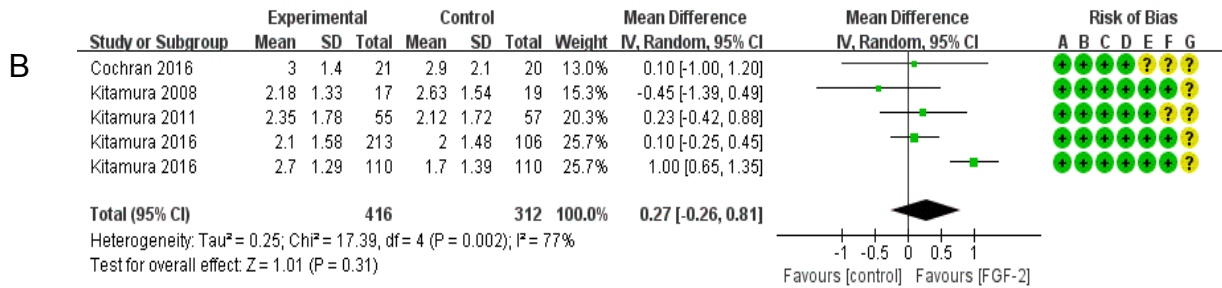 B
Experimental Control Mean Difference Mean Difference Risk of Bias
Study or Subgroup Mean SD Total Mean SD Total Weight IV, Random, 95% CI IV, Random, 95% CI A B C D E F G
Cochran 2016 3 1.4 21 2.9 2.1 20 13.0% 0.10 [-1.00, 1.20] + + + + ? ? ?
Kitamura 2008 2.18 1.33 17 2.63 1.54 19 15.3% -0.45 [-1.39, 0.49] + + + + + + ?
Kitamura 2011 2.35 1.78 55 2.12 1.72 57 20.3% 0.23 [-0.42, 0.88] + + + + + ? ?
Kitamura 2016 2.1 1.58 213 2 1.48 106 25.7% 0.10 [-0.25, 0.45] + + + + + + ?
Kitamura 2016 2.7 1.29 110 1.7 1.39 110 25.7% 1.00 [0.65, 1.35] + + + + + + ?
Total (95% CI) 416 312 100.0% 0.27 [-0.26, 0.81]
Heterogeneity: Tau² = 0.25; Chi² = 17.39, df = 4 (P = 0.002); I² = 77%
Test for overall effect: Z = 1.01 (P = 0.31)
-1 -0.5 0 0.5 1
Favours [control] Favours [FGF-2]